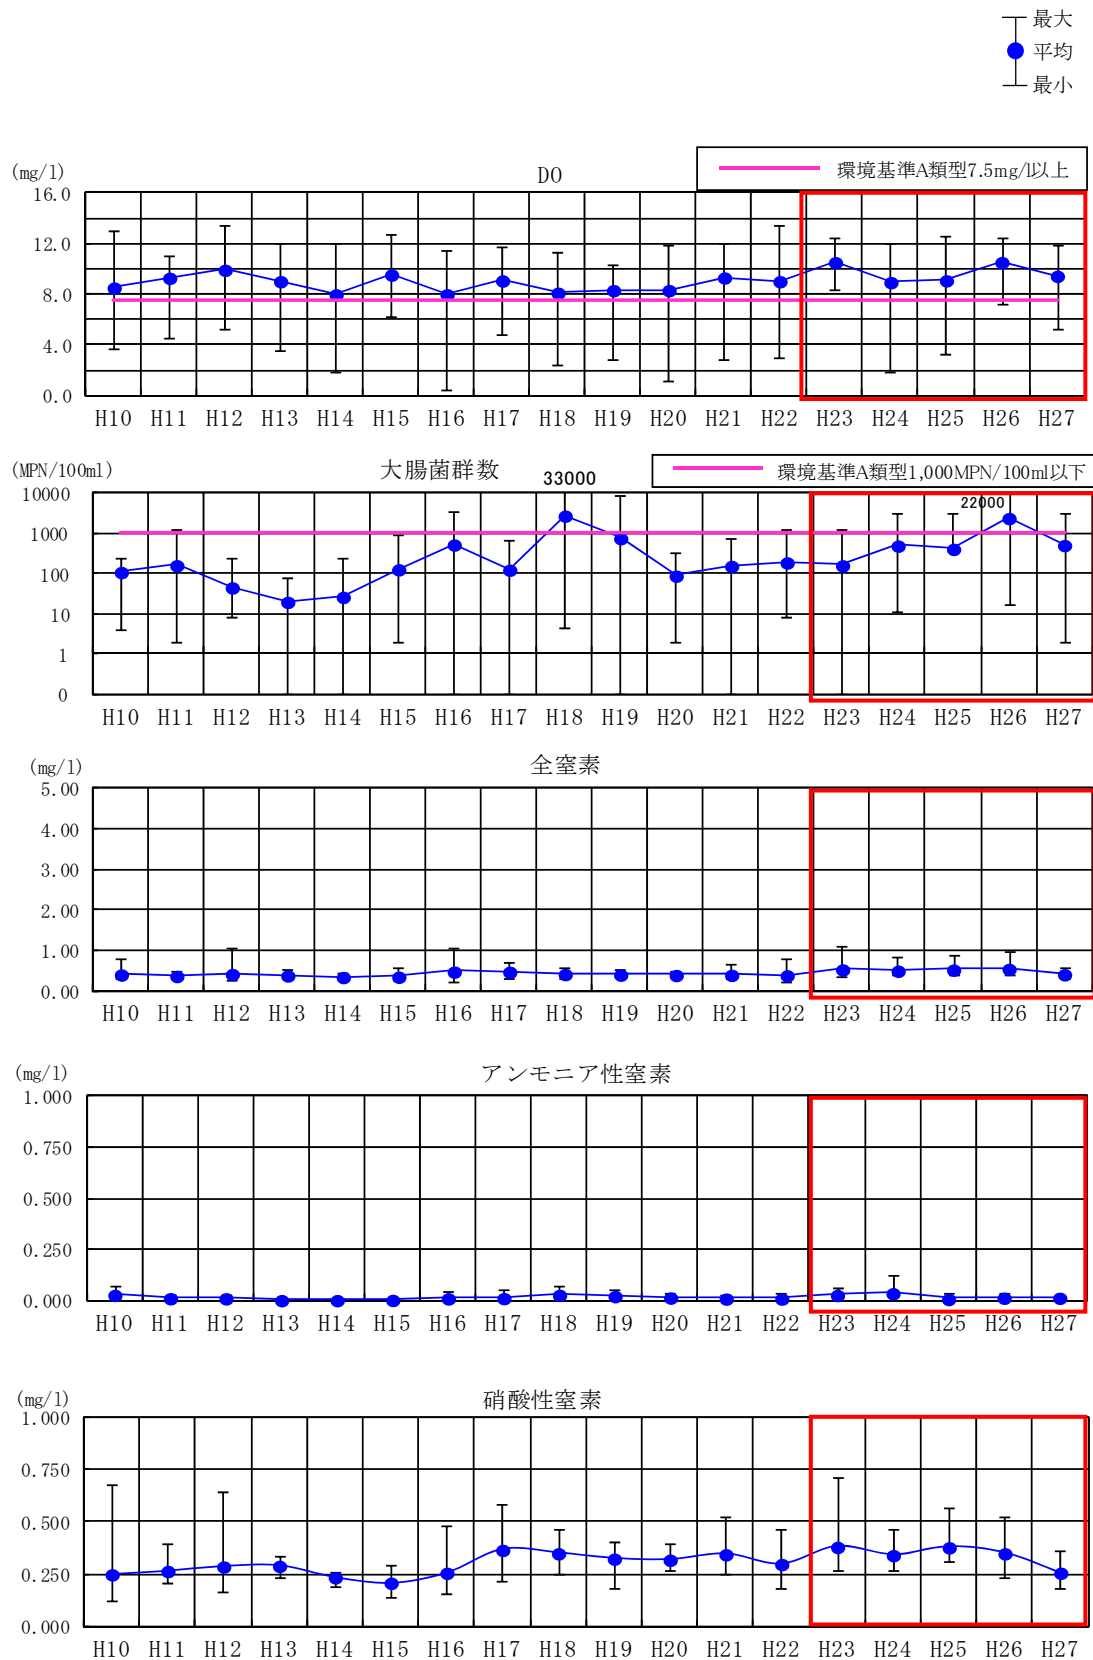 最大
平均
最小
(mg/l)
DO
環境基準A類型7.5mg/l以上
16.0
12.0
8.0
4.0
0.0
H10 H11 H12 H13 H14 H15 H16 H17 H18 H19 H20 H21 H22 H23 H24 H25 H26 H27
(MPN/100ml)
大腸菌群数
33000
環境基準A類型1,000MPN/100ml以下
10000
22000
1000
100
10
1
0
H10 H11 H12 H13 H14 H15 H16 H17 H18 H19 H20 H21 H22 H23 H24 H25 H26 H27
(mg/l)
全窒素
5.00
4.00
3.00
2.00
1.00
0.00
H10 H11 H12 H13 H14 H15 H16 H17 H18 H19 H20 H21 H22 H23 H24 H25 H26 H27
(mg/l)
アンモニア性窒素
1.000
0.750
0.500
0.250
0.000
H10 H11 H12 H13 H14 H15 H16 H17 H18 H19 H20 H21 H22 H23 H24 H25 H26 H27
(mg/l)
硝酸性窒素
1.000
0.750
0.500
0.250
0.000
H10 H11 H12 H13 H14 H15 H16 H17 H18 H19 H20 H21 H22 H23 H24 H25 H26 H27